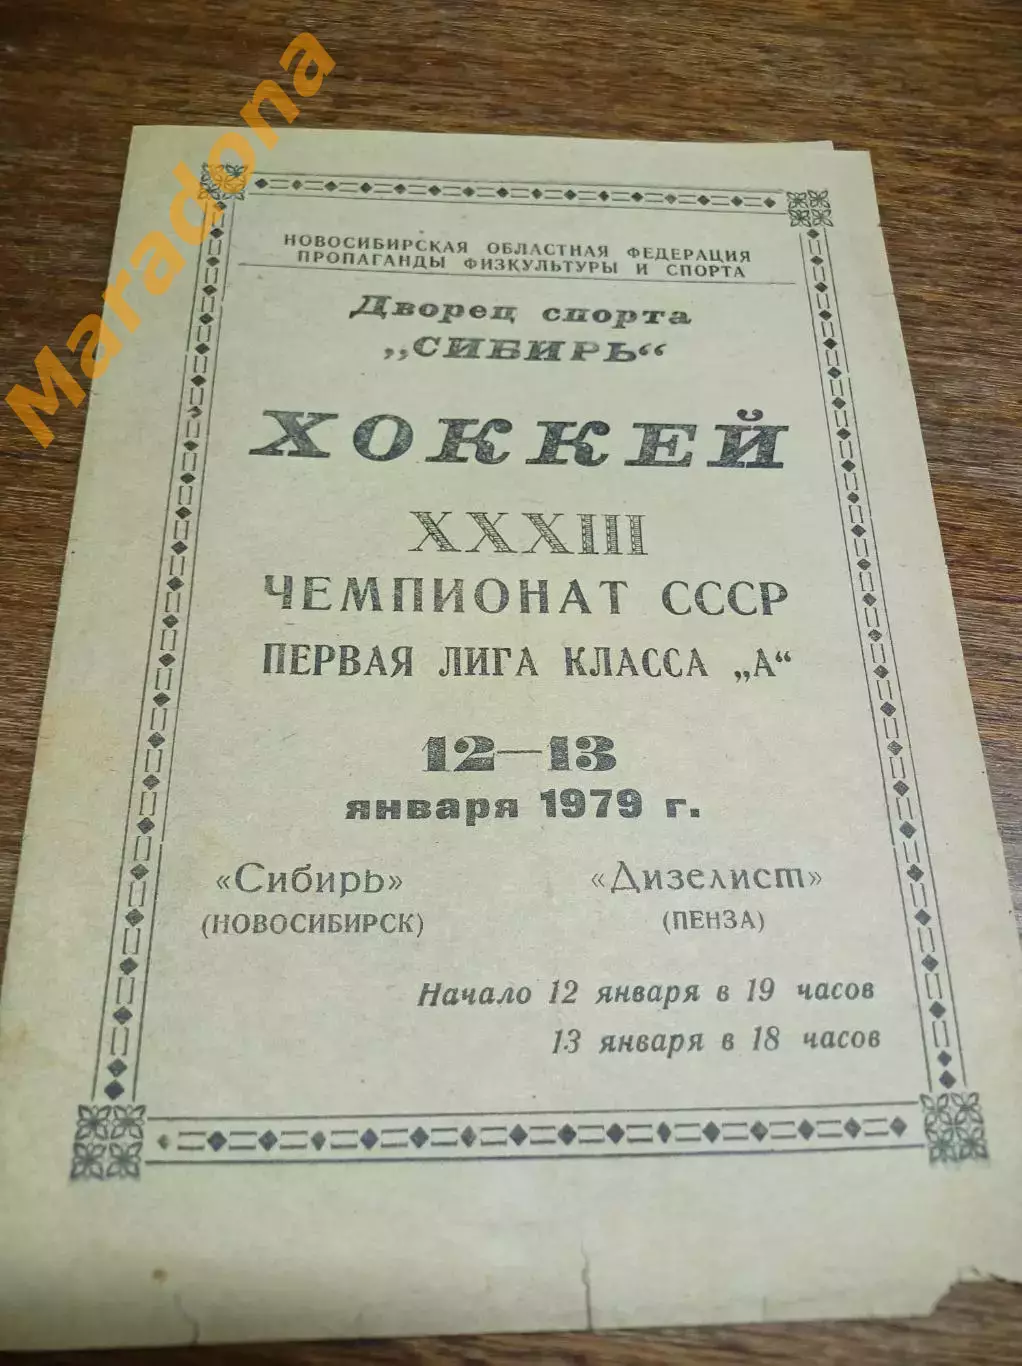 Maradona
НОВОСИБИРСКАЯ ОБЛАСТНАЯ ФЕДЕРАЦИЯ
ПРОПАГАНДЫ ФИЗКУЛЬТУРЫ И СПОРТА
Дворец спорта
„СИБИРЬ“
ХОККЕЙ
XXXIII
ЧЕМПИОНАТ СССР
ПЕРВАЯ ЛИГА КЛАССА „А“
12—13
января 1979 г.
«Сибирь» «Дизелист»
(НОВОСИБИРСК) (ПЕНЗА)
Начало 12 января в 19 часов
13 января в 18 часов